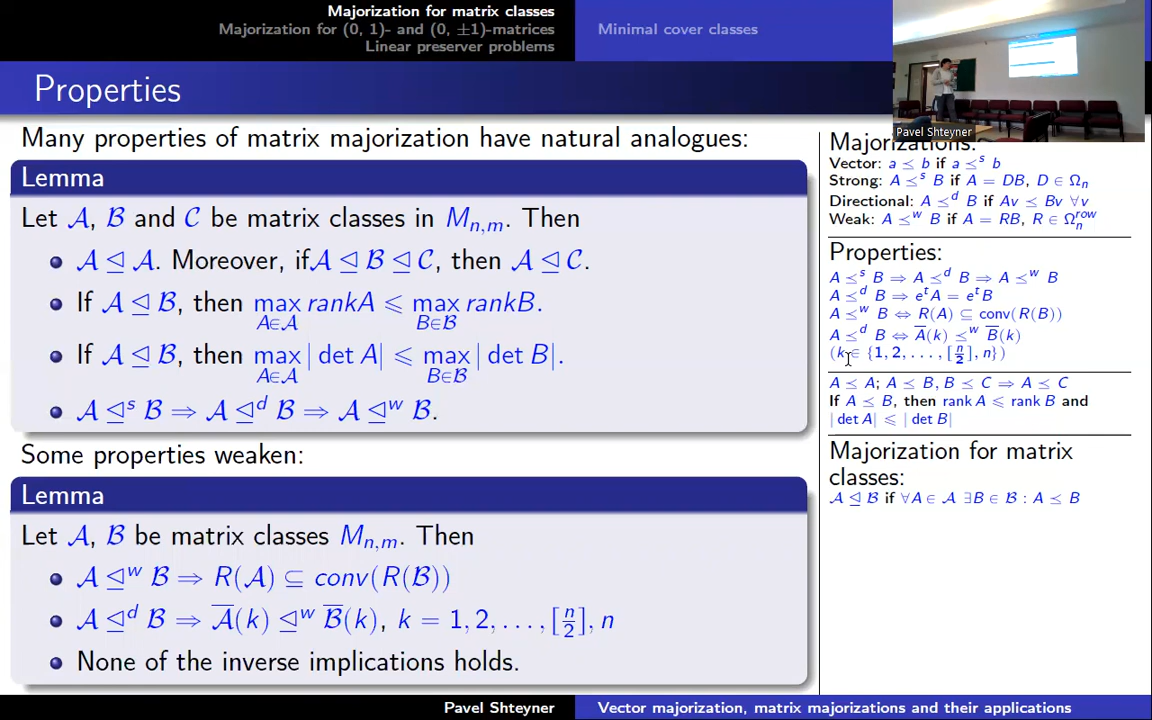 Majorization for matrix classes
Majorization for (0, 1)- and (0, ±1)-matrices
Linear preserver problems
Minimal cover classes
Properties
Pavel Shteyner
Many properties of matrix majorization have natural analogues:
Lemma
Let 𝒜, ℬ and 𝒞 be matrix classes in M_{n,m}. Then
• 𝒜 ⊴ 𝒜. Moreover, if 𝒜 ⊴ ℬ ⊴ 𝒞, then 𝒜 ⊴ 𝒞.
• If 𝒜 ⊴ ℬ, then max_{A∈𝒜} rankA ⩽ max_{B∈ℬ} rankB.
• If 𝒜 ⊴ ℬ, then max_{A∈𝒜} | det A| ⩽ max_{B∈ℬ} | det B|.
• 𝒜 ⊴^s ℬ ⇒ 𝒜 ⊴^d ℬ ⇒ 𝒜 ⊴^w ℬ.
Some properties weaken:
Lemma
Let 𝒜, ℬ be matrix classes M_{n,m}. Then
• 𝒜 ⊴^w ℬ ⇒ R(𝒜) ⊆ conv(R(ℬ))
• 𝒜 ⊴^d ℬ ⇒ 𝒜̅(k) ⊴^w ℬ̅(k), k = 1, 2, . . . , [n/2], n
• None of the inverse implications holds.
Majorizations:
Vector: a ⪯ b if a ⪯^s b
Strong: A ⪯^s B if A = DB, D ∈ Ω_n
Directional: A ⪯^d B if Av ⪯ Bv ∀v
Weak: A ⪯^w B if A = RB, R ∈ Ω_n^{row}
Properties:
A ⪯^s B ⇒ A ⪯^d B ⇒ A ⪯^w B
A ⪯^d B ⇒ e^t A = e^t B
A ⪯^w B ⇔ R(A) ⊆ conv(R(B))
A ⪯^d B ⇔ A̅(k) ⪯^w B̅(k)
(k ∈ {1, 2, . . . , [n/2], n})
A ⪯ A; A ⪯ B, B ⪯ C ⇒ A ⪯ C
If A ⪯ B, then rank A ⩽ rank B and
| det A| ⩽ | det B|
Majorization for matrix
classes:
𝒜 ⊴ ℬ if ∀A ∈ 𝒜 ∃B ∈ ℬ : A ⪯ B
Pavel Shteyner
Vector majorization, matrix majorizations and their applications